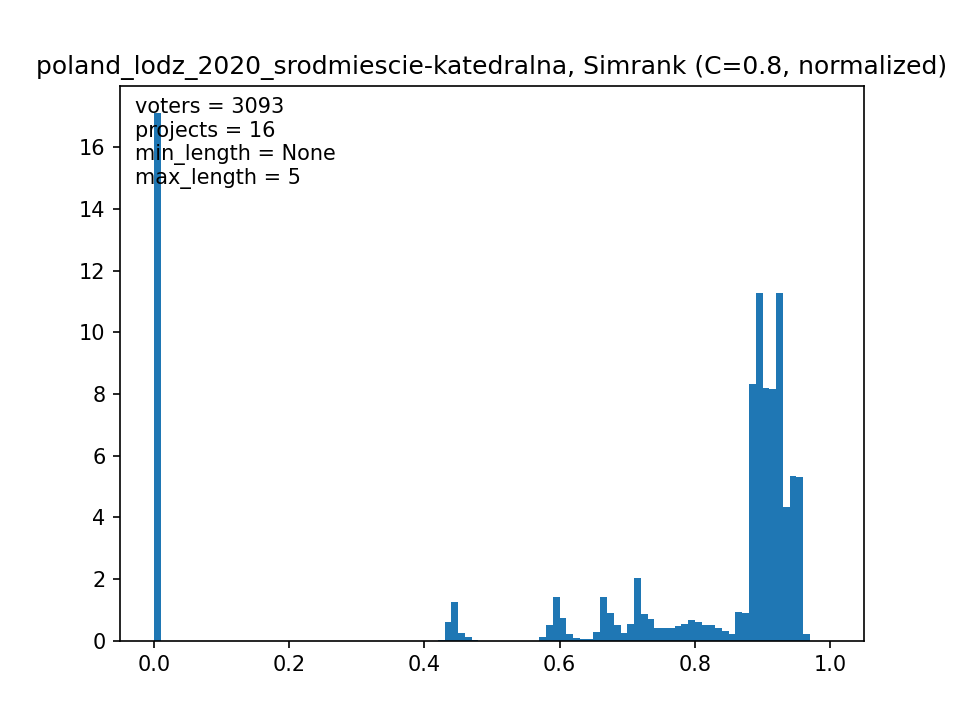 poland_lodz_2020_srodmiescie-katedralna, Simrank (C=0.8, normalized)
voters = 3093
projects = 16
min_length = None
max_length = 5
16
14
12
10
8
6
4
2
0
0.0 0.2 0.4 0.6 0.8 1.0